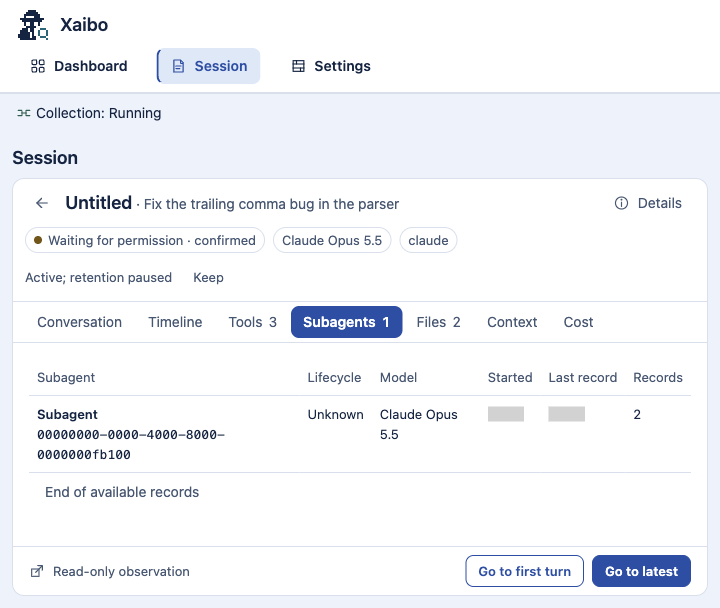 Xaibo
Dashboard
Session
Settings
Collection: Running
Session
Untitled · Fix the trailing comma bug in the parser
Details
Waiting for permission · confirmed
Claude Opus 5.5
claude
Active; retention paused
Keep
Conversation
Timeline
Tools 3
Subagents 1
Files 2
Context
Cost
Subagent
Lifecycle
Model
Started
Last record
Records
Subagent
00000000-0000-4000-8000-
0000000fb100
Unknown
Claude Opus
5.5
2
End of available records
Read-only observation
Go to first turn
Go to latest